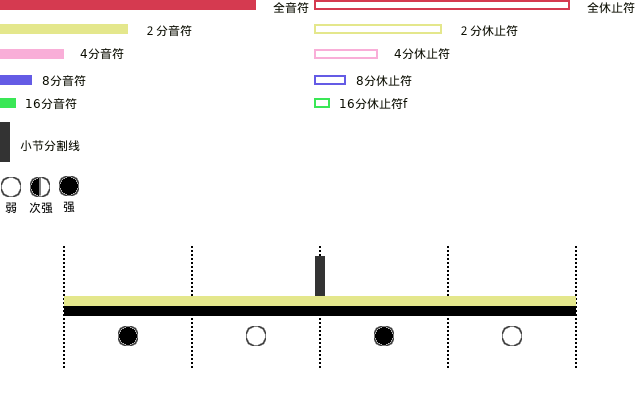 全音符 全休止符
2 分音符 2 分休止符
4分音符 4分休止符
8分音符 8分休止符
16分音符 16分休止符f
小节分割线
弱 次强 强